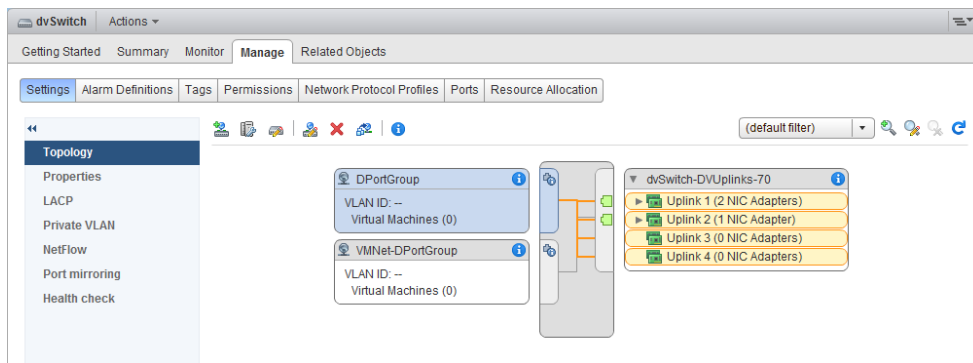 dvSwitch Actions
Getting Started Summary Monitor Manage Related Objects
Settings Alarm Definitions Tags Permissions Network Protocol Profiles Ports Resource Allocation
(default filter)
Topology
Properties
LACP
Private VLAN
NetFlow
Port mirroring
Health check
DPortGroup
VLAN ID: --
Virtual Machines (0)
VMNet-DPortGroup
VLAN ID: --
Virtual Machines (0)
dvSwitch-DVUplinks-70
Uplink 1 (2 NIC Adapters)
Uplink 2 (1 NIC Adapter)
Uplink 3 (0 NIC Adapters)
Uplink 4 (0 NIC Adapters)